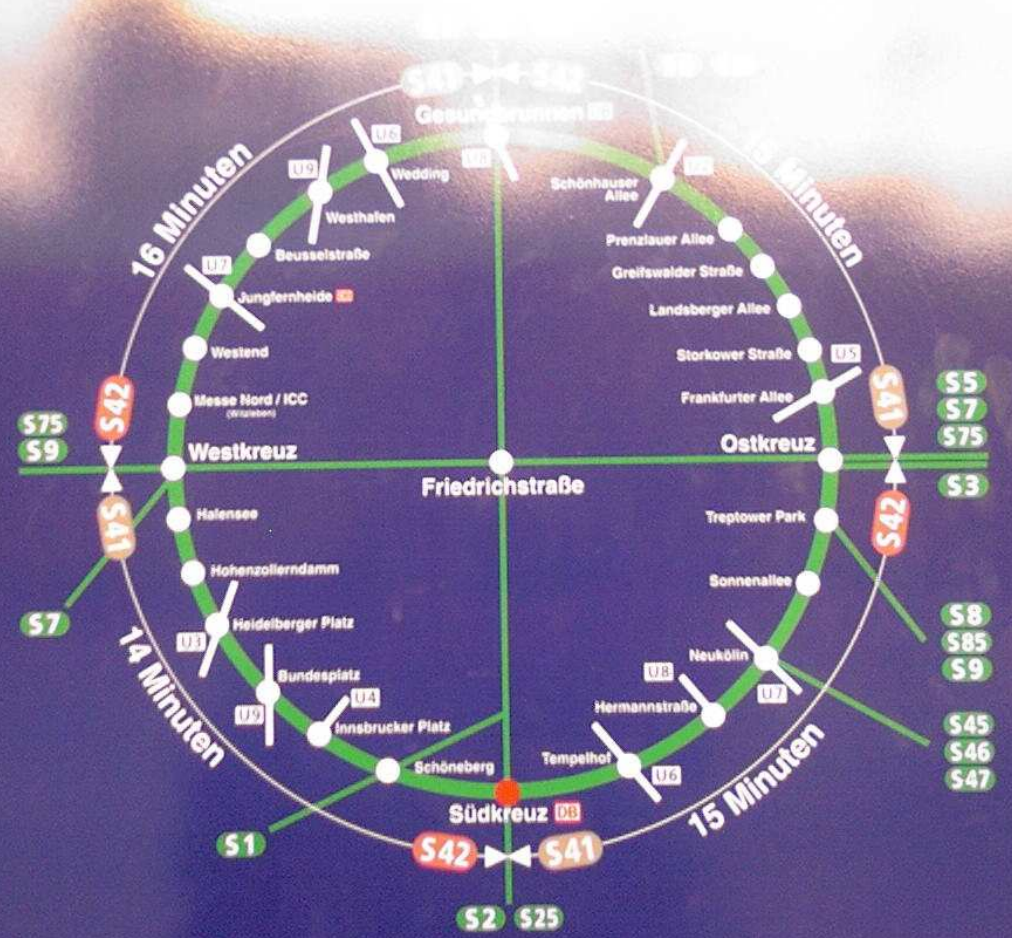 Gesundbrunnen
U6
U8
U9
Wedding
Schönhauser
Allee
Westhafen
16 Minuten
Minuten
Prenzlauer Allee
Beusselstraße
U7
Greifswalder Straße
Jungfernheide
Landsberger Allee
Westend
Storkower Straße
U5
S42
Messe Nord / ICC
(Witzleben)
Frankfurter Allee
S41
S5
S7
S75
S75
S9
Westkreuz
Ostkreuz
Friedrichstraße
S3
S41
Halensee
Treptower Park
S42
Hohenzollerndamm
Sonnenallee
S7
U3
Heidelberger Platz
S8
S85
S9
14 Minuten
Bundesplatz
U9
U4
Innsbrucker Platz
Neukölln
U7
U8
Hermannstraße
S45
S46
S47
Schöneberg
Tempelhof
U6
15 Minuten
Südkreuz DB
S1
S42
S41
S2
S25